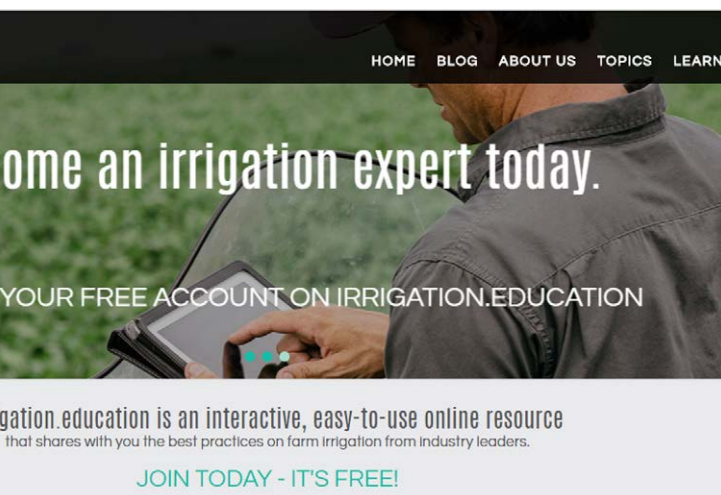 HOME BLOG ABOUT US TOPICS LEARN
ome an irrigation expert today.
YOUR FREE ACCOUNT ON IRRIGATION.EDUCATION
gation.education is an interactive, easy-to-use online resource
that shares with you the best practices on farm irrigation from industry leaders.
JOIN TODAY - IT'S FREE!